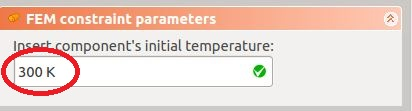 FEM constraint parameters
Insert component's initial temperature:
300 K